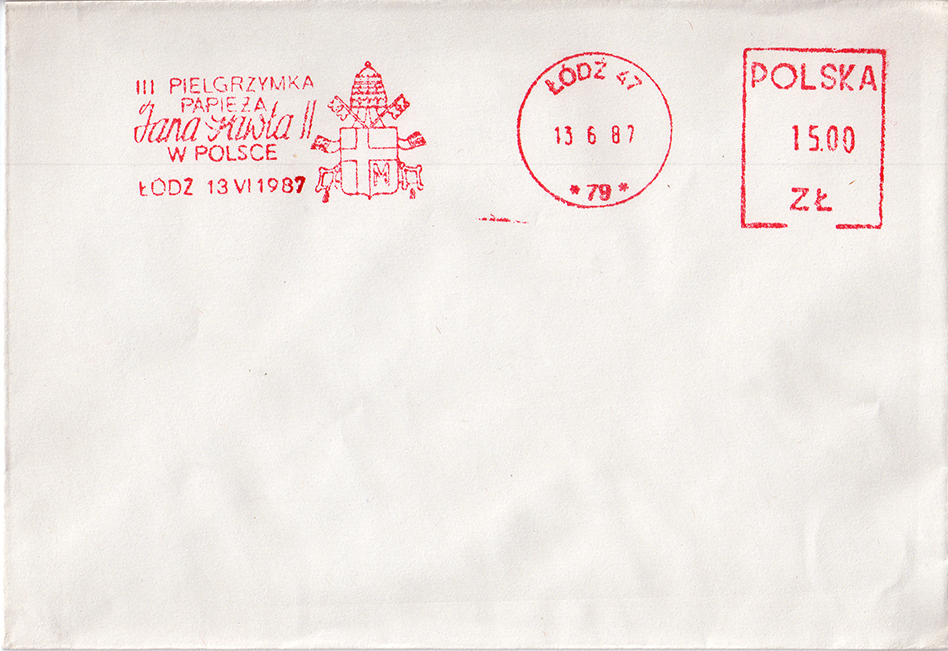 III PIELGRZYMKA
PAPIEŻA
Jana Pawła II
W POLSCE
ŁÓDŹ 13 VI 1987
M
ŁÓDŹ 47
13 6 87
* 79 *
POLSKA
15.00
ZŁ